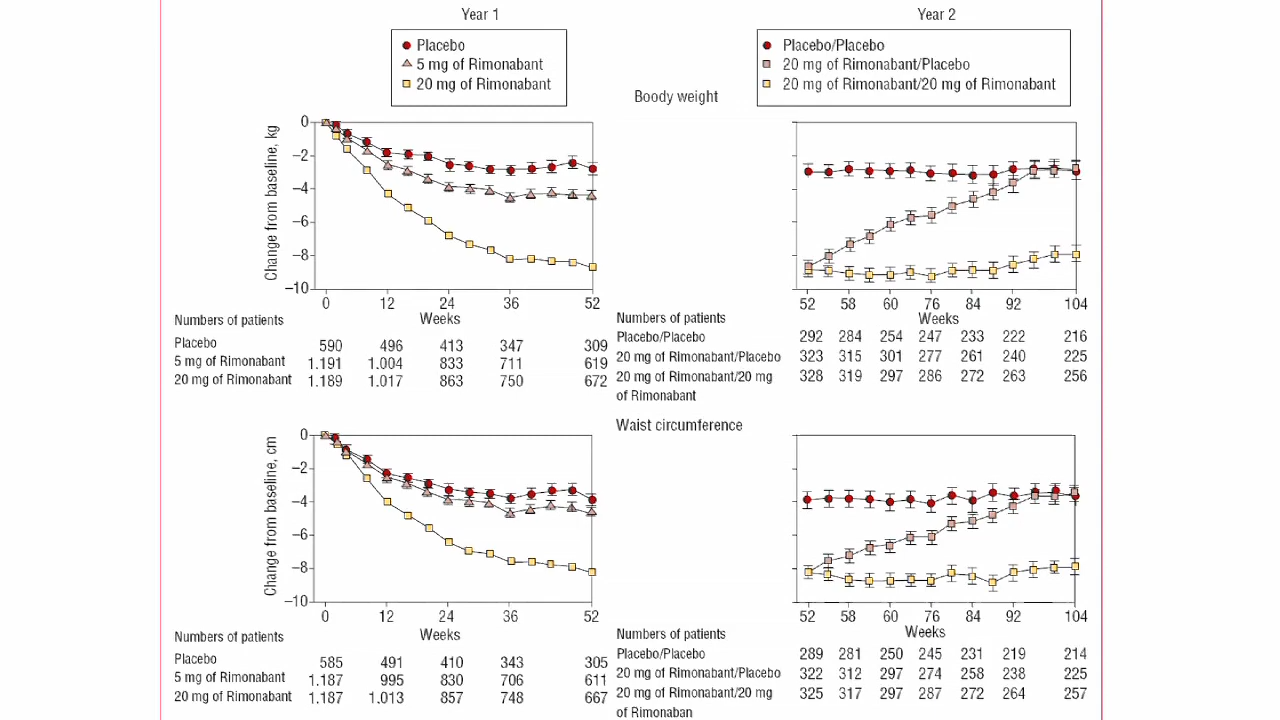 Year 1
Placebo
5 mg of Rimonabant
20 mg of Rimonabant
Year 2
Placebo/Placebo
20 mg of Rimonabant/Placebo
20 mg of Rimonabant/20 mg of Rimonabant
Boody weight
Change from baseline, kg
0
−2
−4
−6
−8
−10
0 12 24 36 52
Weeks
52 58 60 76 84 92 104
Weeks
Numbers of patients
Placebo 590 496 413 347 309
5 mg of Rimonabant 1.191 1.004 833 711 619
20 mg of Rimonabant 1.189 1.017 863 750 672
Numbers of patients
Placebo/Placebo 292 284 254 247 233 222 216
20 mg of Rimonabant/Placebo 323 315 301 277 261 240 225
20 mg of Rimonabant/20 mg 328 319 297 286 272 263 256
of Rimonabant
Waist circumference
Change from baseline, cm
0
−2
−4
−6
−8
−10
0 12 24 36 52
Weeks
52 58 60 76 84 92 104
Weeks
Numbers of patients
Placebo 585 491 410 343 305
5 mg of Rimonabant 1.187 995 830 706 611
20 mg of Rimonabant 1.187 1.013 857 748 667
Numbers of patients
Placebo/Placebo 289 281 250 245 231 219 214
20 mg of Rimonabant/Placebo 322 312 297 274 258 238 225
20 mg of Rimonabant/20 mg 325 317 297 287 272 264 257
of Rimonaban